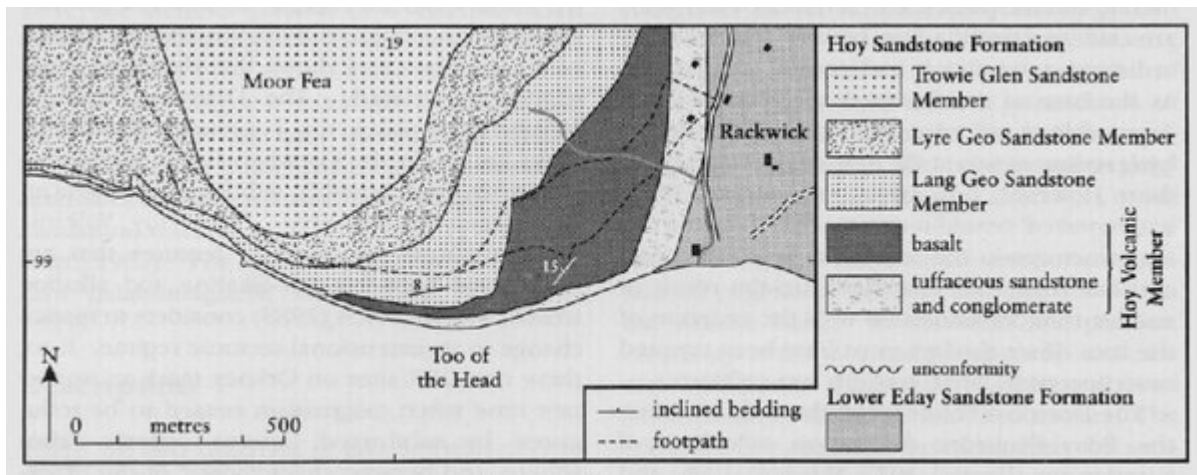 19
Moor Fea
Rackwick
5
99
8
15
Too of
the Head
N
0 metres 500
inclined bedding
footpath
Hoy Sandstone Formation
Trowie Glen Sandstone
Member
Lyre Geo Sandstone Member
Lang Geo Sandstone
Member
basalt
tuffaceous sandstone
and conglomerate
Hoy Volcanic
Member
unconformity
Lower Eday Sandstone Formation